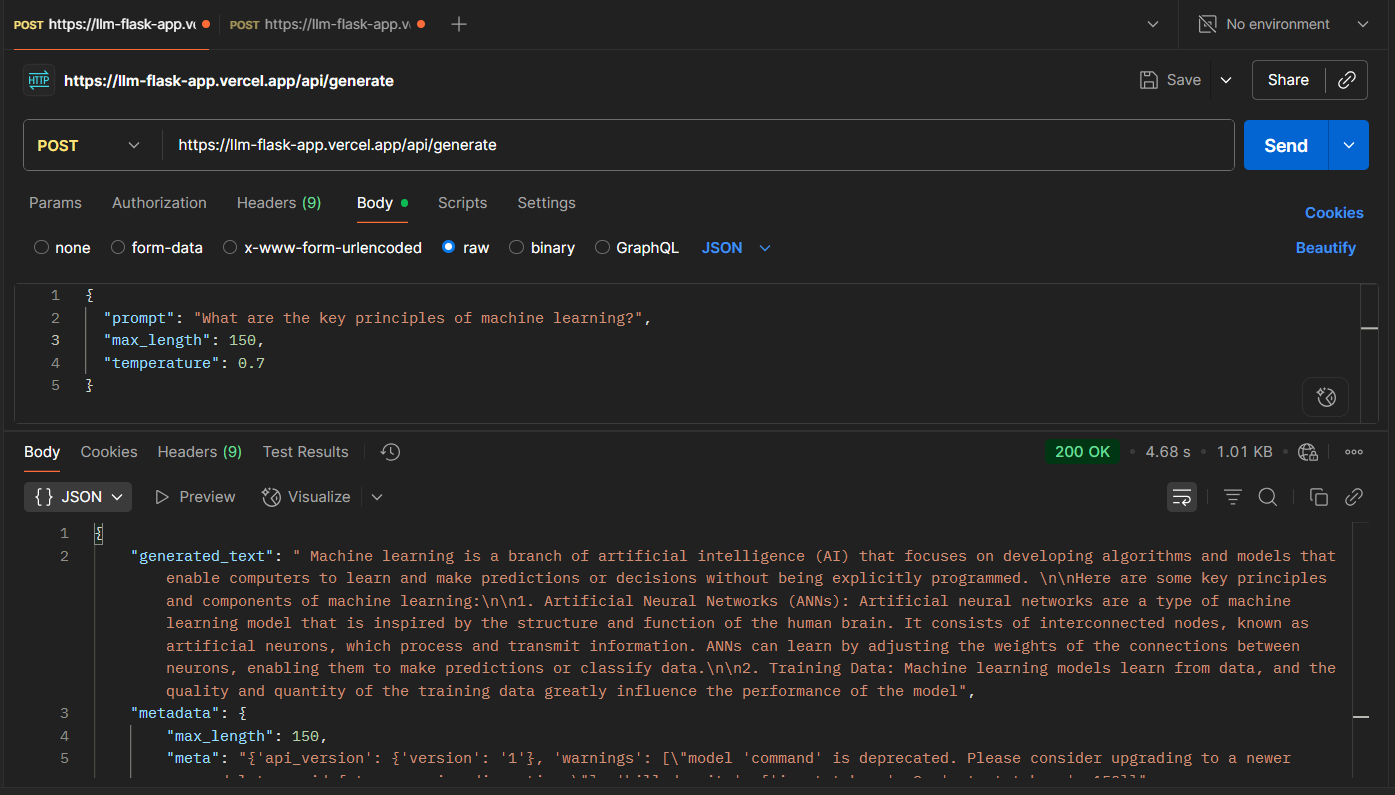 POST https://llm-flask-app.v
POST https://llm-flask-app.v
No environment
HTTP https://llm-flask-app.vercel.app/api/generate
Save
Share
POST
https://llm-flask-app.vercel.app/api/generate
Send
Params Authorization Headers (9) Body Scripts Settings
Cookies
none form-data x-www-form-urlencoded raw binary GraphQL JSON
Beautify
1 {
2 "prompt": "What are the key principles of machine learning?",
3 "max_length": 150,
4 "temperature": 0.7
5 }
Body Cookies Headers (9) Test Results
200 OK • 4.68 s • 1.01 KB
{} JSON Preview Visualize
1 {
2 "generated_text": " Machine learning is a branch of artificial intelligence (AI) that focuses on developing algorithms and models that
enable computers to learn and make predictions or decisions without being explicitly programmed. \n\nHere are some key principles
and components of machine learning:\n\n1. Artificial Neural Networks (ANNs): Artificial neural networks are a type of machine
learning model that is inspired by the structure and function of the human brain. It consists of interconnected nodes, known as
artificial neurons, which process and transmit information. ANNs can learn by adjusting the weights of the connections between
neurons, enabling them to make predictions or classify data.\n\n2. Training Data: Machine learning models learn from data, and the
quality and quantity of the training data greatly influence the performance of the model",
3 "metadata": {
4 "max_length": 150,
5 "meta": "{'api_version': {'version': '1'}, 'warnings': [\"model 'command' is deprecated. Please consider upgrading to a newer